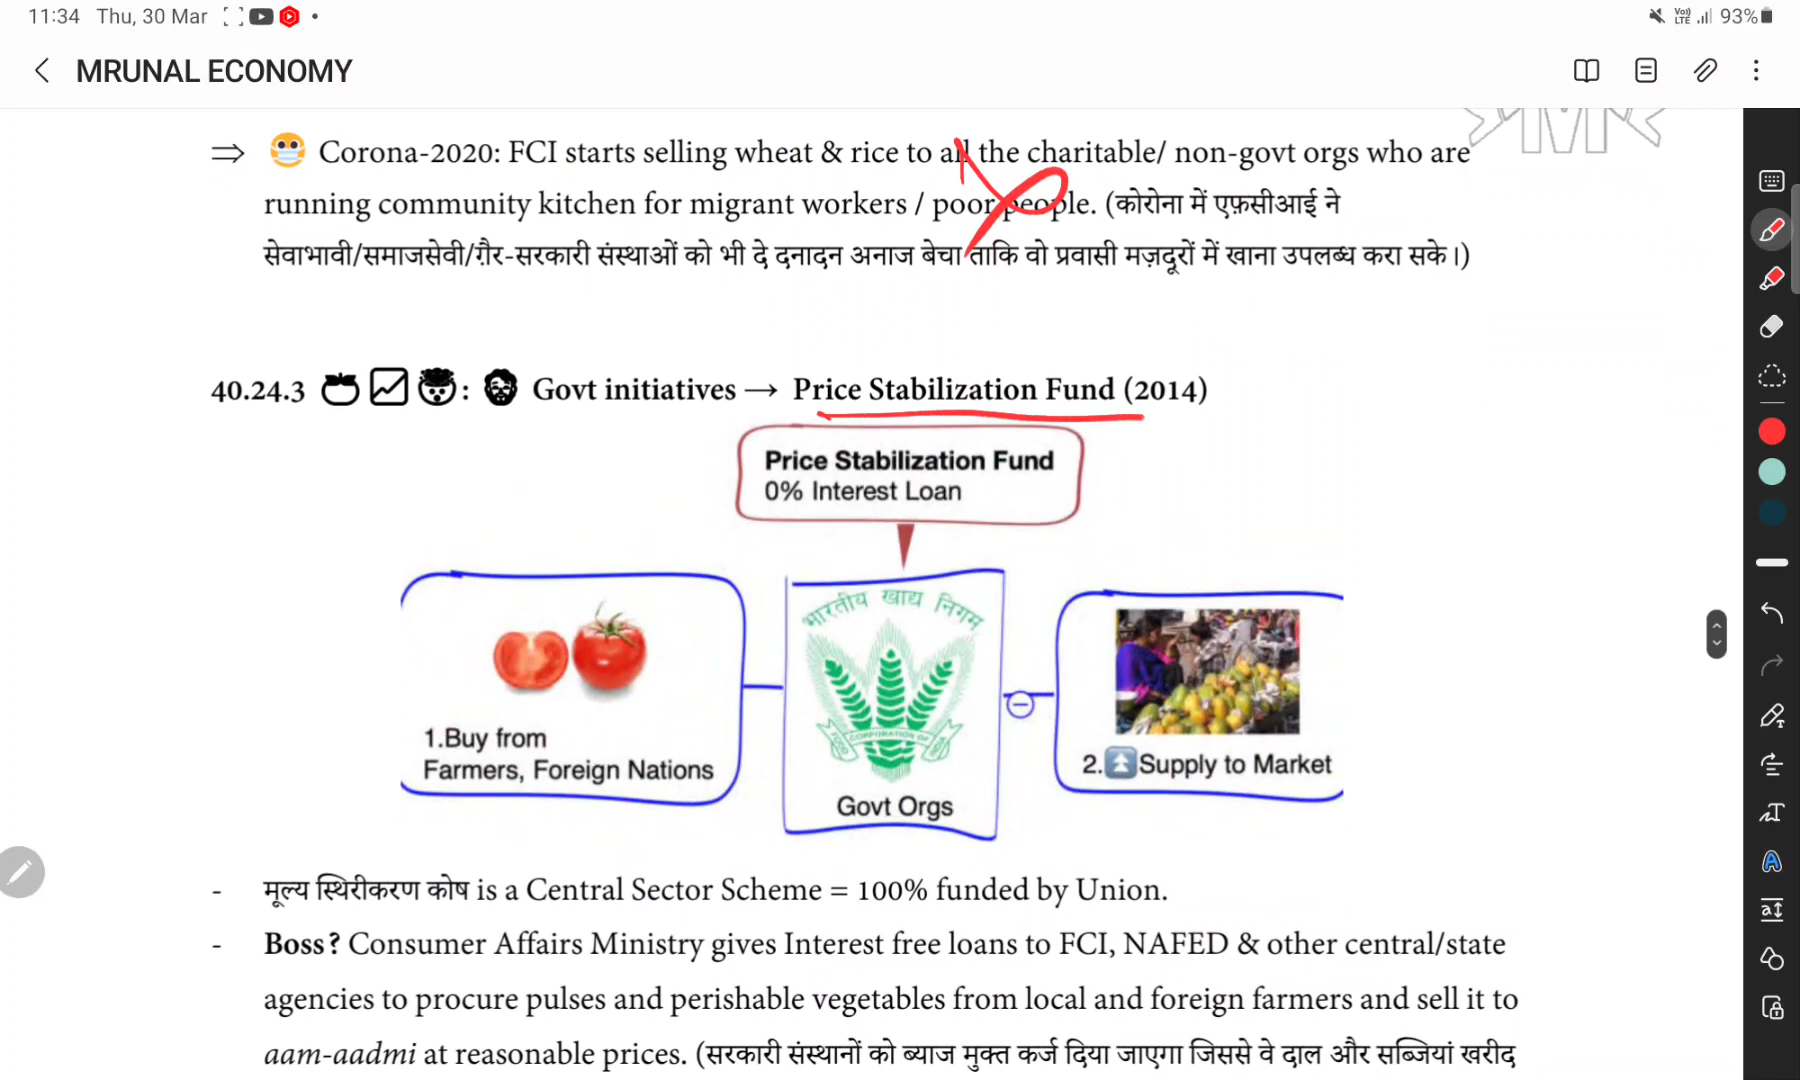 11:34 Thu, 30 Mar
93%
MRUNAL ECONOMY
⇒ Corona-2020: FCI starts selling wheat & rice to all the charitable/ non-govt orgs who are
running community kitchen for migrant workers / poor people. (कोरोना में एफ़सीआई ने
सेवाभावी/समाजसेवी/ग़ैर-सरकारी संस्थाओं को भी दे दनादन अनाज बेचा ताकि वो प्रवासी मज़दूरों में खाना उपलब्ध करा सके।)
40.24.3 : Govt initiatives → Price Stabilization Fund (2014)
Price Stabilization Fund
0% Interest Loan
भारतीय खाद्य निगम
FOOD CORPORATION OF INDIA
1.Buy from
Farmers, Foreign Nations
Govt Orgs
2. Supply to Market
- मूल्य स्थिरीकरण कोष is a Central Sector Scheme = 100% funded by Union.
- Boss? Consumer Affairs Ministry gives Interest free loans to FCI, NAFED & other central/state
agencies to procure pulses and perishable vegetables from local and foreign farmers and sell it to
aam-aadmi at reasonable prices. (सरकारी संस्थानों को ब्याज मुक्त कर्ज दिया जाएगा जिससे वे दाल और सब्जियां खरीद